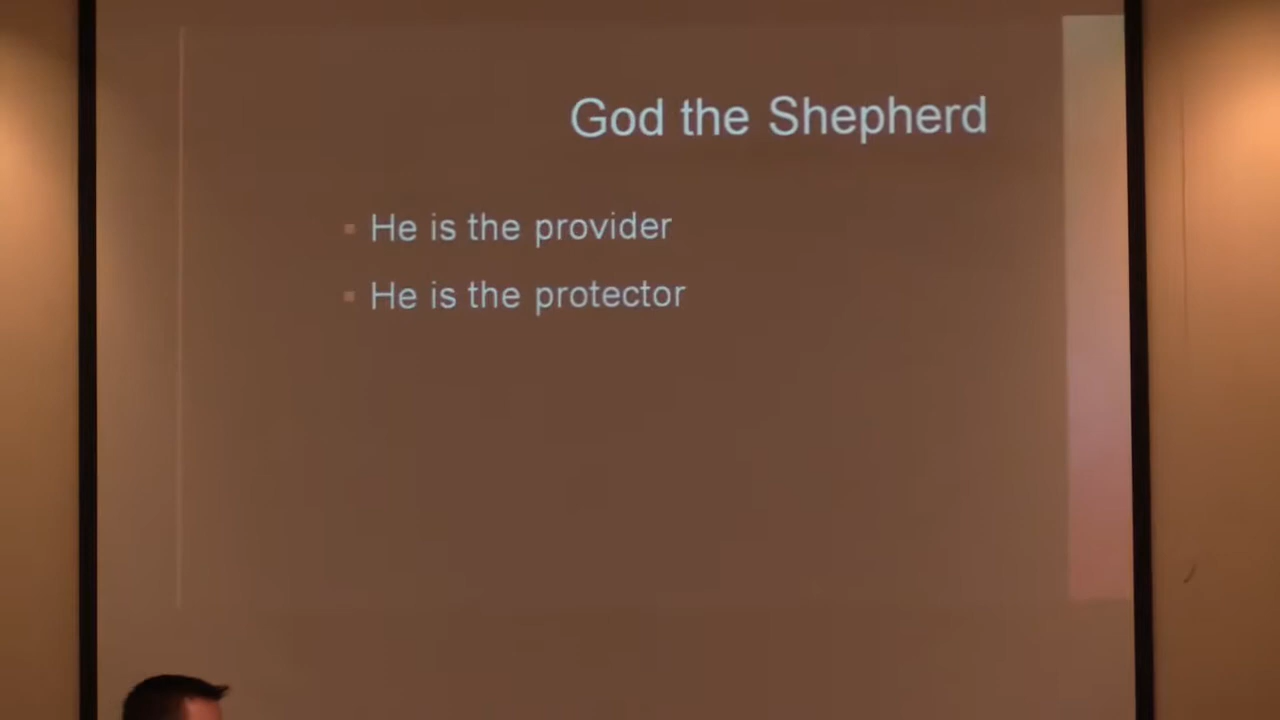 God the Shepherd
He is the provider
He is the protector